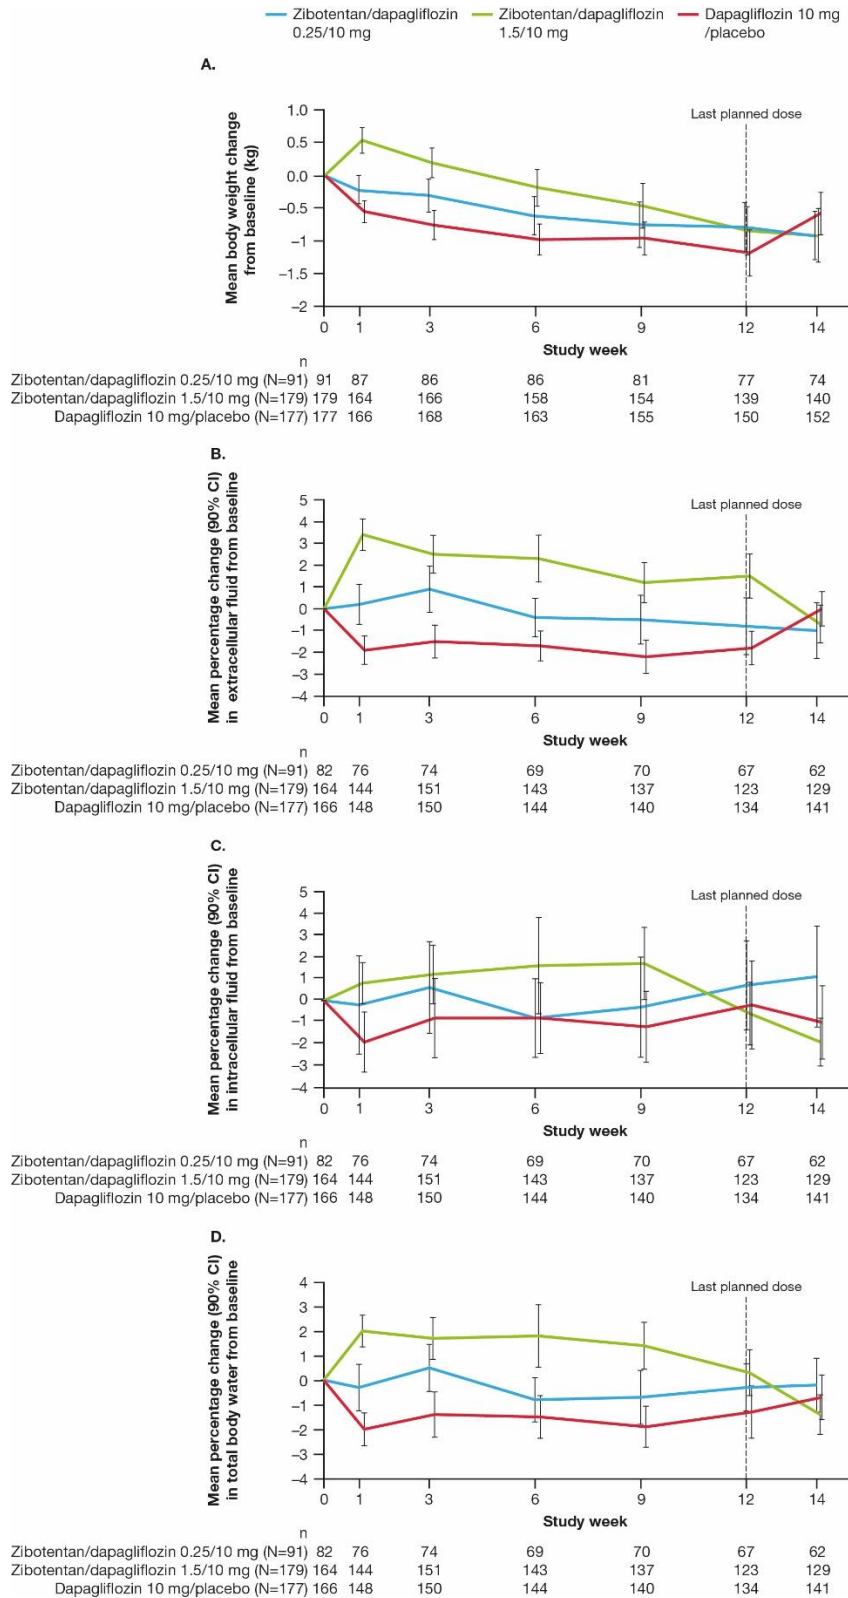 Zibotentan/dapagliflozin 0.25/10 mg
Zibotentan/dapagliflozin 1.5/10 mg
Dapagliflozin 10 mg /placebo
A.
Mean body weight change from baseline (kg)
1.0
0.5
0.0
−0.5
−1
−1.5
−2
Last planned dose
0 1 3 6 9 12 14
Study week
n
Zibotentan/dapagliflozin 0.25/10 mg (N=91) 91 87 86 86 81 77 74
Zibotentan/dapagliflozin 1.5/10 mg (N=179) 179 164 166 158 154 139 140
Dapagliflozin 10 mg/placebo (N=177) 177 166 168 163 155 150 152
B.
Mean percentage change (90% CI) in extracellular fluid from baseline
5
4
3
2
1
0
−1
−2
−3
−4
Last planned dose
0 1 3 6 9 12 14
Study week
n
Zibotentan/dapagliflozin 0.25/10 mg (N=91) 82 76 74 69 70 67 62
Zibotentan/dapagliflozin 1.5/10 mg (N=179) 164 144 151 143 137 123 129
Dapagliflozin 10 mg/placebo (N=177) 166 148 150 144 140 134 141
C.
Mean percentage change (90% CI) in intracellular fluid from baseline
5
4
3
2
1
0
−1
−2
−3
−4
Last planned dose
0 1 3 6 9 12 14
Study week
n
Zibotentan/dapagliflozin 0.25/10 mg (N=91) 82 76 74 69 70 67 62
Zibotentan/dapagliflozin 1.5/10 mg (N=179) 164 144 151 143 137 123 129
Dapagliflozin 10 mg/placebo (N=177) 166 148 150 144 140 134 141
D.
Mean percentage change (90% CI) in total body water from baseline
4
3
2
1
0
−1
−2
−3
−4
Last planned dose
0 1 3 6 9 12 14
Study week
n
Zibotentan/dapagliflozin 0.25/10 mg (N=91) 82 76 74 69 70 67 62
Zibotentan/dapagliflozin 1.5/10 mg (N=179) 164 144 151 143 137 123 129
Dapagliflozin 10 mg/placebo (N=177) 166 148 150 144 140 134 141